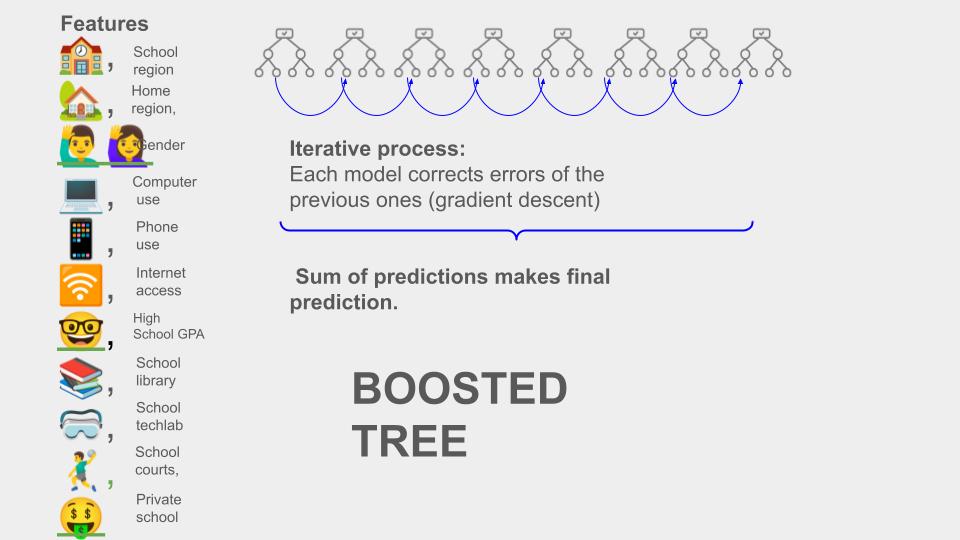 Features
School
region
Home
region,
Gender
Computer
use
Phone
use
Internet
access
High
School GPA
School
library
School
techlab
School
courts,
Private
school
Iterative process:
Each model corrects errors of the
previous ones (gradient descent)
Sum of predictions makes final
prediction.
BOOSTED
TREE